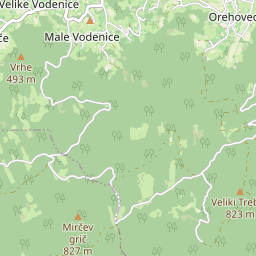 Velike Vodenice
Orehovec
Male Vodenice
Vrhe
493 m
Veliki Treb
823 m
Mirčev
grič
827 m